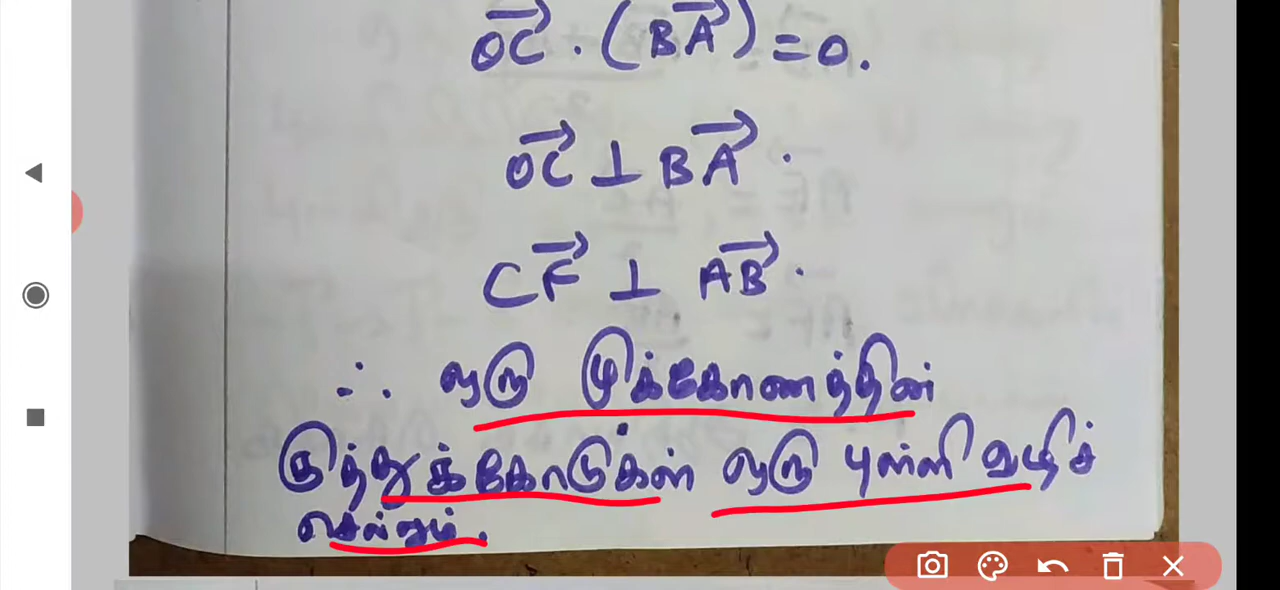 OC⃗ . (BA⃗) = 0.
OC⃗ ⊥ BA⃗ .
CF⃗ ⊥ AB⃗ .
∴ ஒரு முக்கோணத்தின்
குத்துக்கோடுகள் ஒரு புள்ளி வழிச்
செல்லும்.